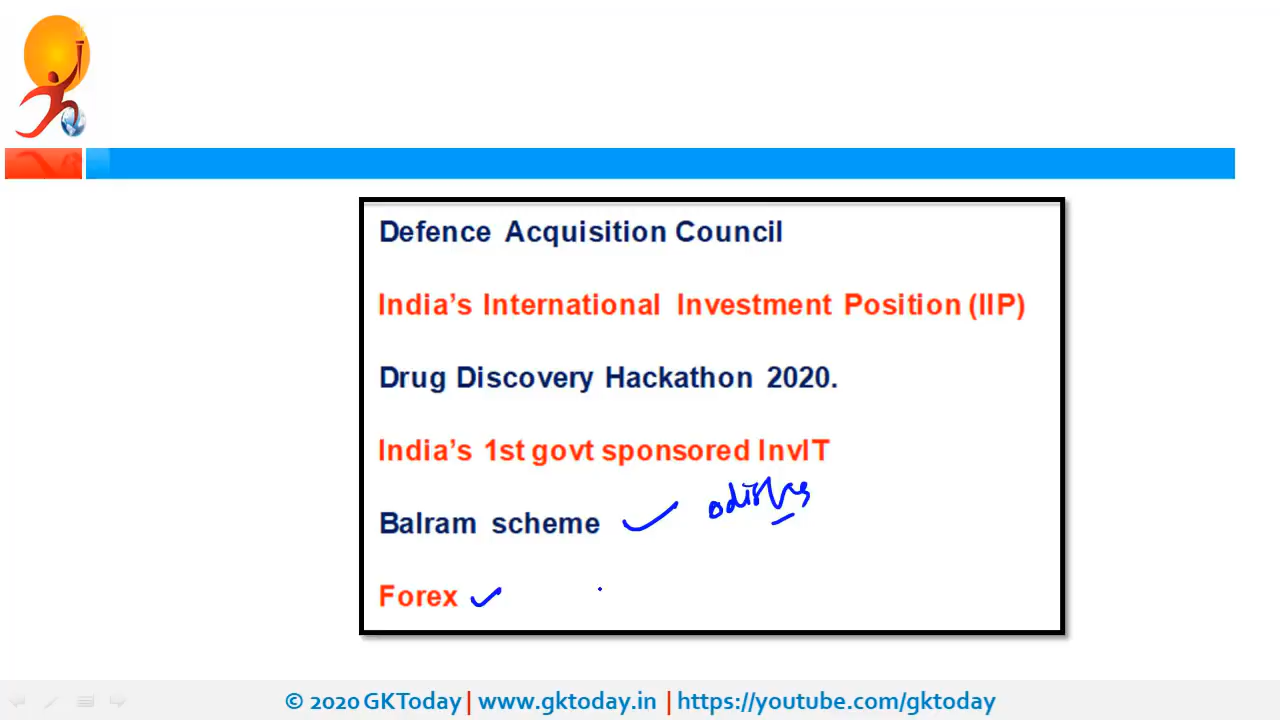 Defence Acquisition Council
India's International Investment Position (IIP)
Drug Discovery Hackathon 2020.
India's 1st govt sponsored InvIT
Balram scheme
Forex
© 2020 GKToday | www.gktoday.in | https://youtube.com/gktoday